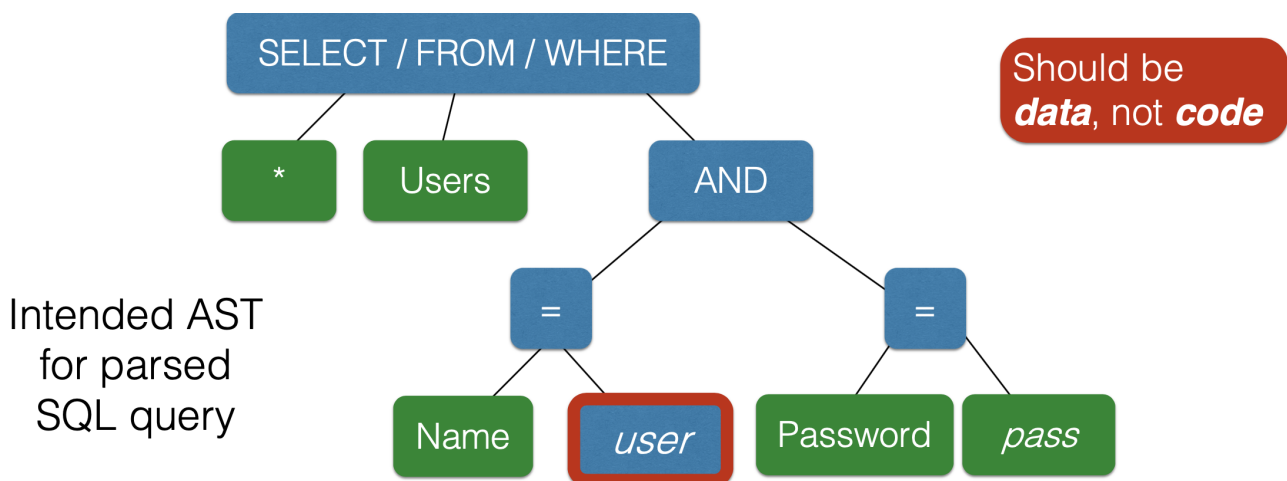 SELECT / FROM / WHERE
Should be
data, not code
*
Users
AND
Intended AST
for parsed
SQL query
=
=
Name
user
Password
pass